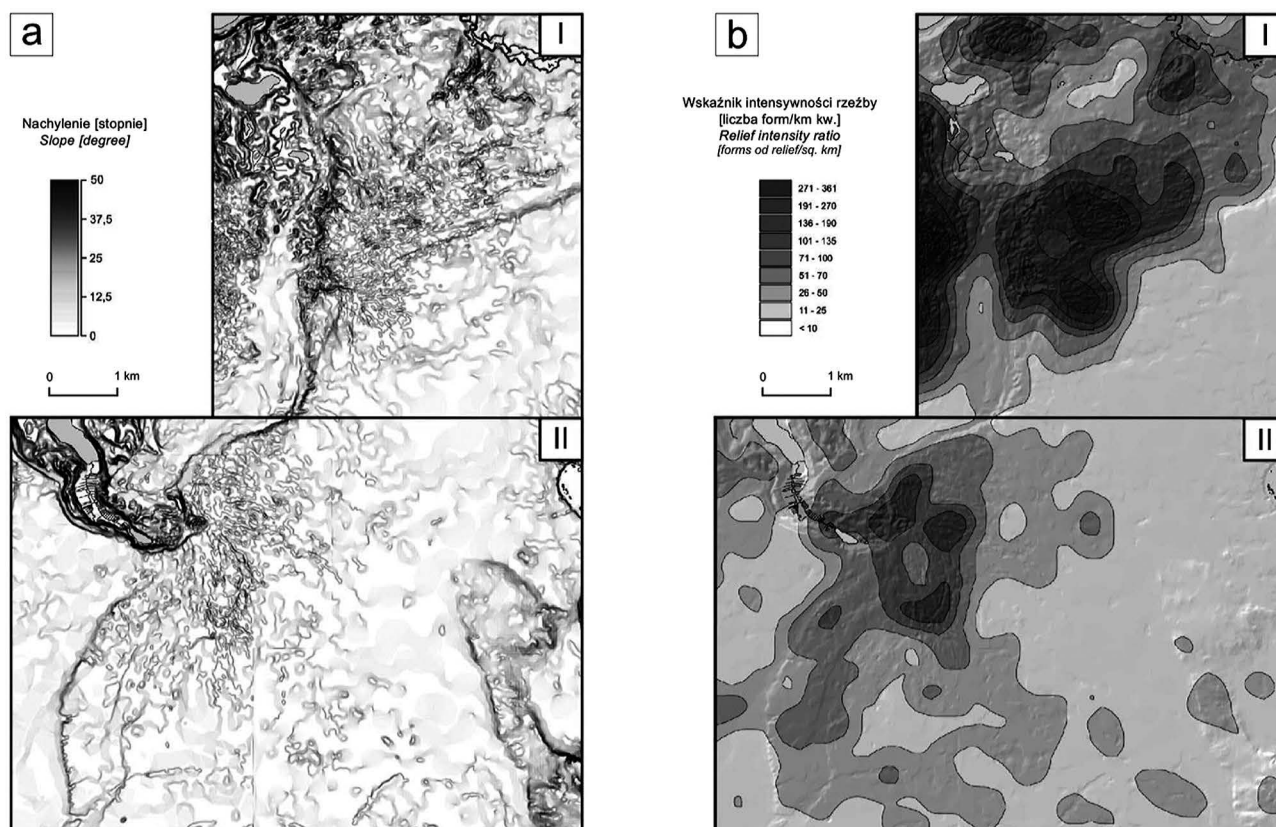 a
I
Nachylenie [stopnie]
Slope [degree]
50
37,5
25
12,5
0
0 1 km
II
b
I
Wskaźnik intensywności rzeźby
[liczba form/km kw.]
Relief intensity ratio
[forms od relief/sq. km]
271 - 361
191 - 270
136 - 190
101 - 135
71 - 100
51 - 70
26 - 50
11 - 25
< 10
0 1 km
II